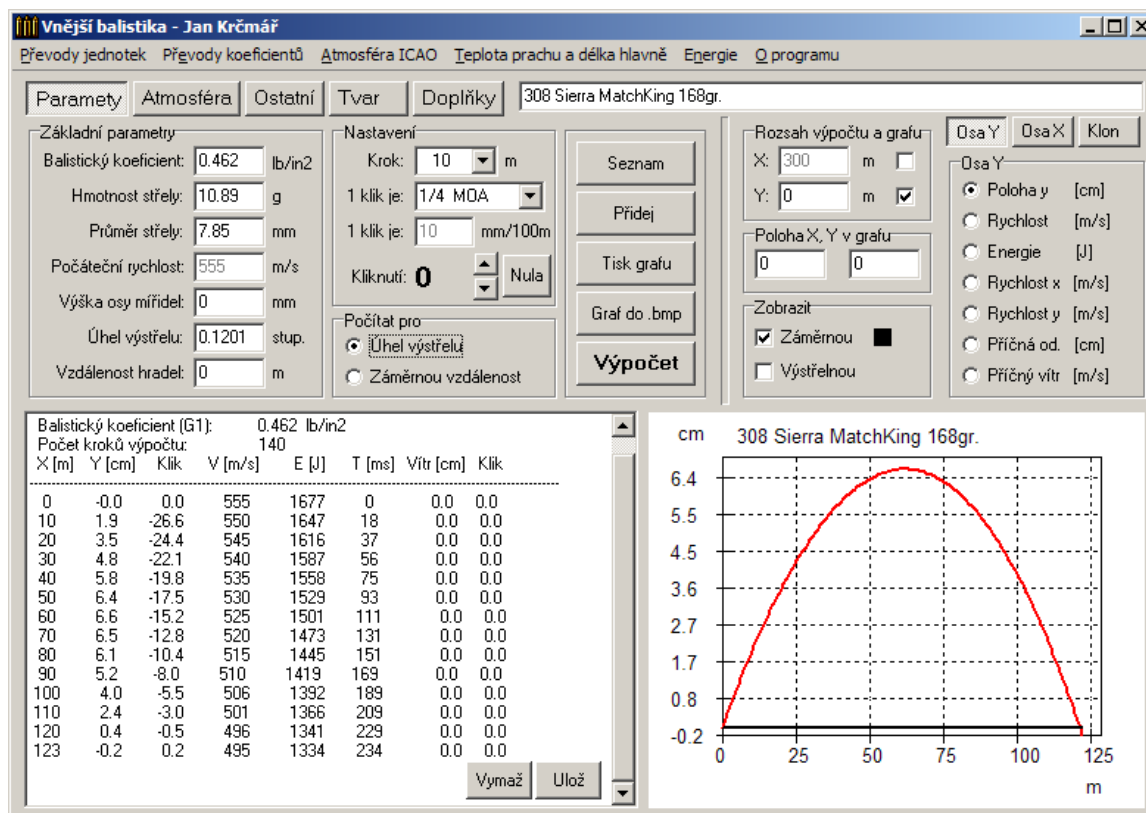 Vnější balistika - Jan Krčmář
Převody jednotek Převody koeficientů Atmosféra ICAO Teplota prachu a délka hlavně Energie O programu
Paramety Atmosféra Ostatní Tvar Doplňky 308 Sierra MatchKing 168gr.
Základní parametry
Balistický koeficient: 0.462 lb/in2
Hmotnost střely: 10.89 g
Průměr střely: 7.85 mm
Počáteční rychlost: 555 m/s
Výška osy mířidel: 0 mm
Úhel výstřelu: 0.1201 stup.
Vzdálenost hradel: 0 m
Nastavení
Krok: 10 m
1 klik je: 1/4 MOA
1 klik je: 10 mm/100m
Kliknutí: 0 Nula
Počítat pro
Úhel výstřelu
Záměrnou vzdálenost
Seznam
Přidej
Tisk grafu
Graf do .bmp
Výpočet
Rozsah výpočtu a grafu
X: 300 m
Y: 0 m
Poloha X, Y v grafu
0 0
Zobrazit
Záměrnou
Výstřelnou
Osa Y Osa X Klon
Osa Y
Poloha y [cm]
Rychlost [m/s]
Energie [J]
Rychlost x [m/s]
Rychlost y [m/s]
Příčná od. [cm]
Příčný vítr [m/s]
Balistický koeficient (G1): 0.462 lb/in2
Počet kroků výpočtu: 140
X [m] Y [cm] Klik V [m/s] E [J] T [ms] Vítr [cm] Klik
0 -0.0 0.0 555 1677 0 0.0 0.0
10 1.9 -26.6 550 1647 18 0.0 0.0
20 3.5 -24.4 545 1616 37 0.0 0.0
30 4.8 -22.1 540 1587 56 0.0 0.0
40 5.8 -19.8 535 1558 75 0.0 0.0
50 6.4 -17.5 530 1529 93 0.0 0.0
60 6.6 -15.2 525 1501 111 0.0 0.0
70 6.5 -12.8 520 1473 131 0.0 0.0
80 6.1 -10.4 515 1445 151 0.0 0.0
90 5.2 -8.0 510 1419 169 0.0 0.0
100 4.0 -5.5 506 1392 189 0.0 0.0
110 2.4 -3.0 501 1366 209 0.0 0.0
120 0.4 -0.5 496 1341 229 0.0 0.0
123 -0.2 0.2 495 1334 234 0.0 0.0
Vymaž Ulož
cm 308 Sierra MatchKing 168gr.
6.4
5.5
4.5
3.6
2.7
1.7
0.8
-0.2
0 25 50 75 100 125
m